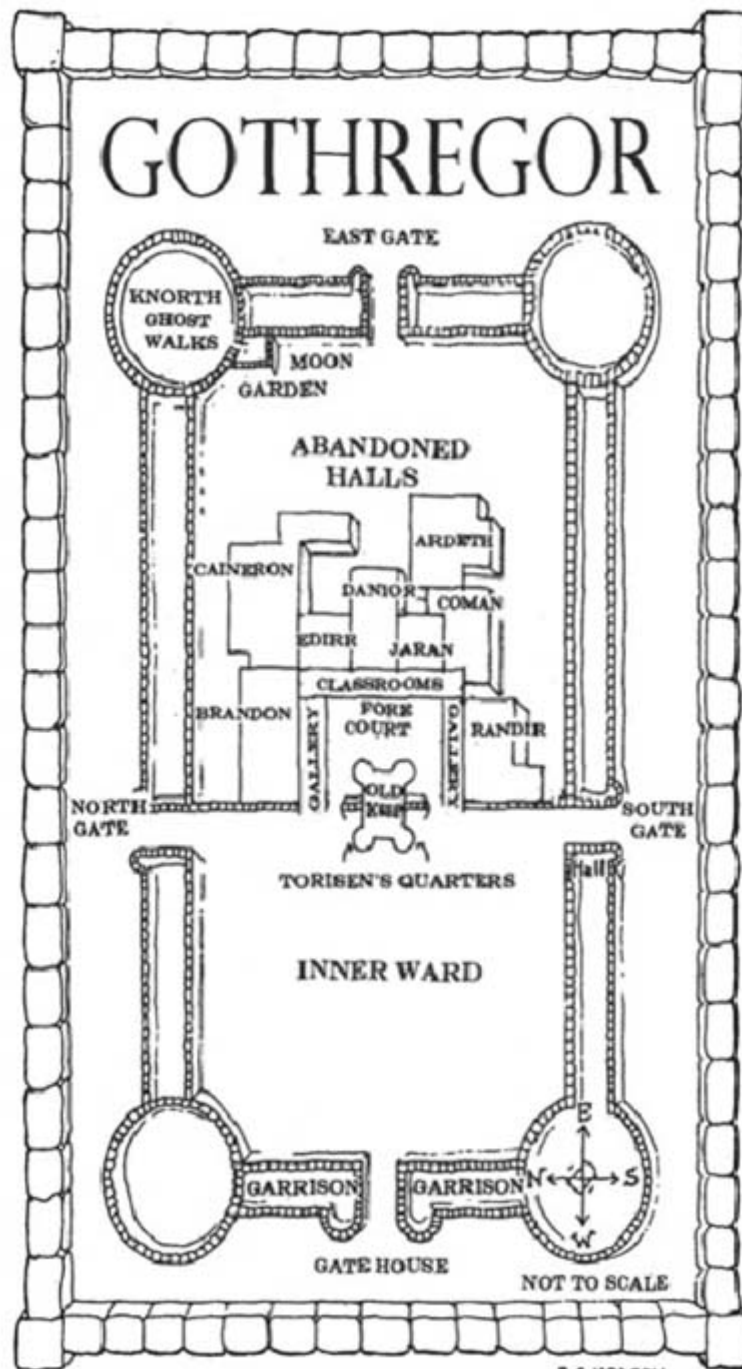 GOTHREGOR
EAST GATE
KNORTH
GHOST
WALKS
MOON
GARDEN
ABANDONED
HALLS
ARDETH
CAINERON
DANIOR
COMAN
EDIRR
JARAN
CLASSROOMS
BRANDON
GALLERY
FORE
COURT
GALLERY
RANDIR
OLD
KEEP
NORTH
GATE
SOUTH
GATE
Hall
TORISEN'S QUARTERS
INNER WARD
E
N
S
W
GARRISON
GARRISON
GATE HOUSE
NOT TO SCALE